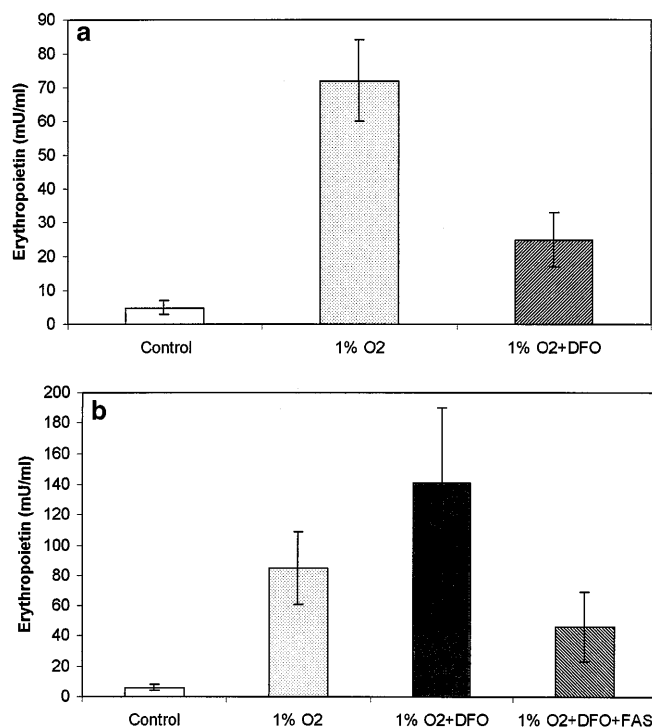 a
Erythropoietin (mU/ml)
90
80
70
60
50
40
30
20
10
0
Control
1% O2
1% O2+DFO
b
Erythropoietin (mU/ml)
200
180
160
140
120
100
80
60
40
20
0
Control
1% O2
1% O2+DFO
1% O2+DFO+FAS